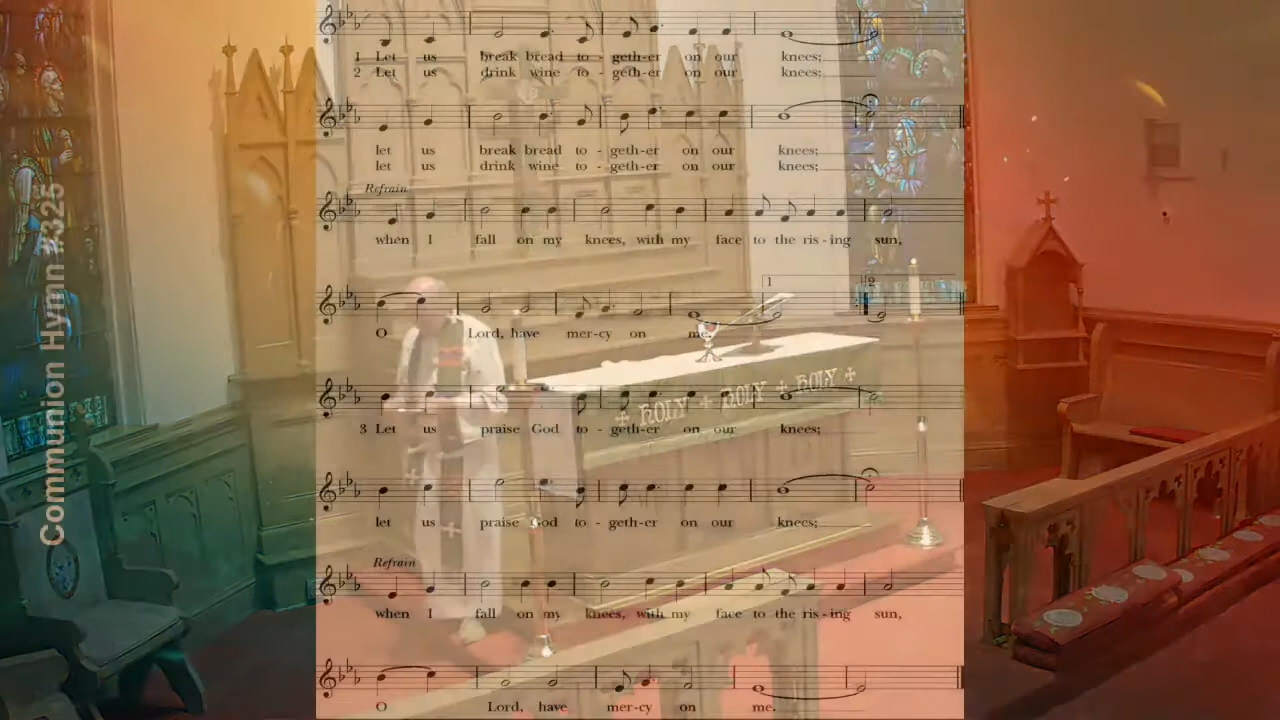 Communion Hymn #325
1 Let us break bread to - geth-er on our knees;
2 Let us drink wine to - geth-er on our knees:
let us break bread to - geth-er on our knees;
let us drink wine to - geth-er on our knees;
Refrain
when I fall on my knees, with my face to the ris - ing sun,
1 2
O Lord, have mer-cy on me.
HOLY + HOLY + HOLY +
3 Let us praise God to - geth-er on our knees;
let us praise God to - geth-er on our knees;
Refrain
when I fall on my knees, with my face to the ris - ing sun,
O Lord, have mer-cy on me.